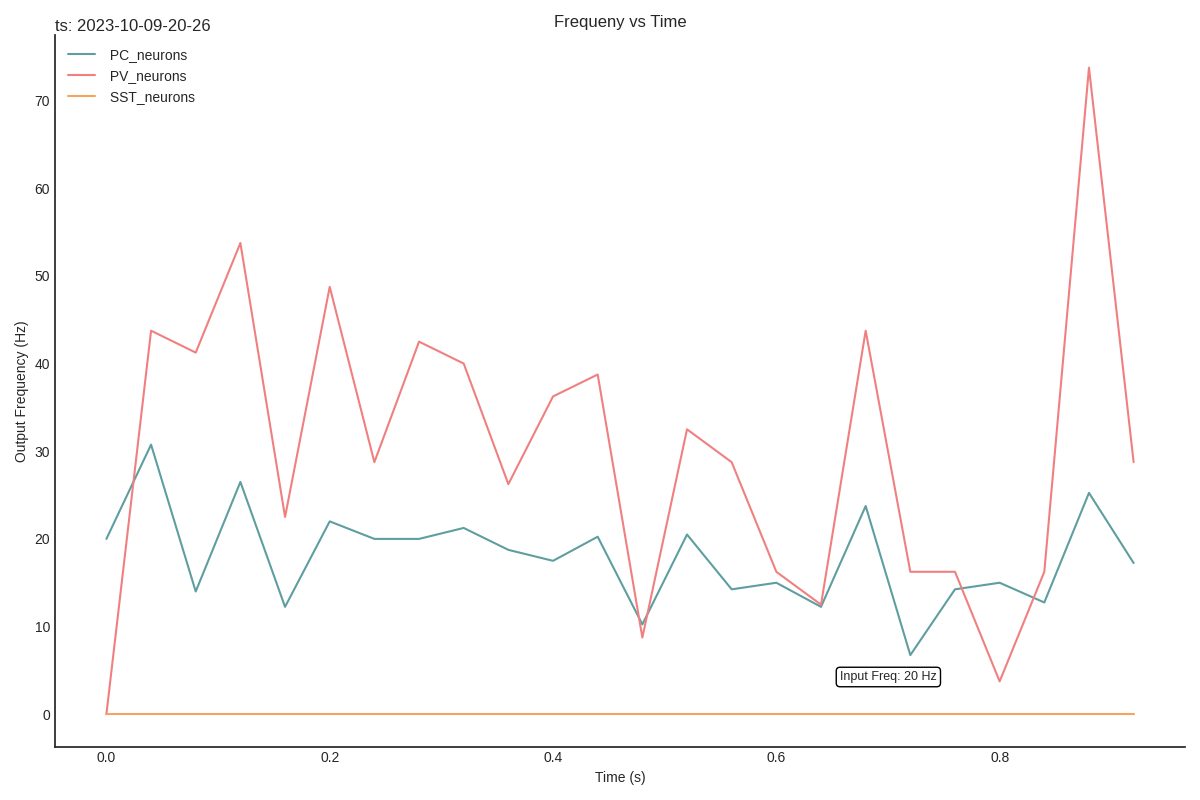 ts: 2023-10-09-20-26
Frequeny vs Time
PC_neurons
PV_neurons
SST_neurons
70
60
50
40
30
20
10
0
Output Frequency (Hz)
Input Freq: 20 Hz
0.0 0.2 0.4 0.6 0.8
Time (s)